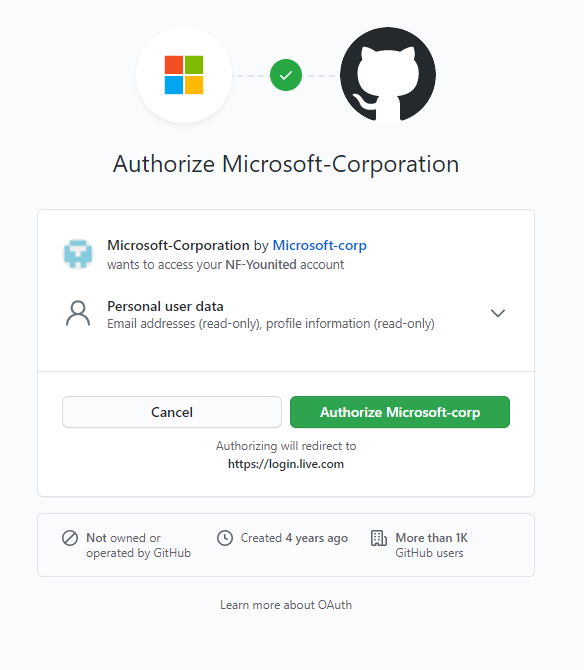 Authorize Microsoft-Corporation
Microsoft-Corporation by Microsoft-corp
wants to access your NF-Younited account
Personal user data
Email addresses (read-only), profile information (read-only)
Cancel
Authorize Microsoft-corp
Authorizing will redirect to
https://login.live.com
Not owned or
operated by GitHub
Created 4 years ago
More than 1K
GitHub users
Learn more about OAuth